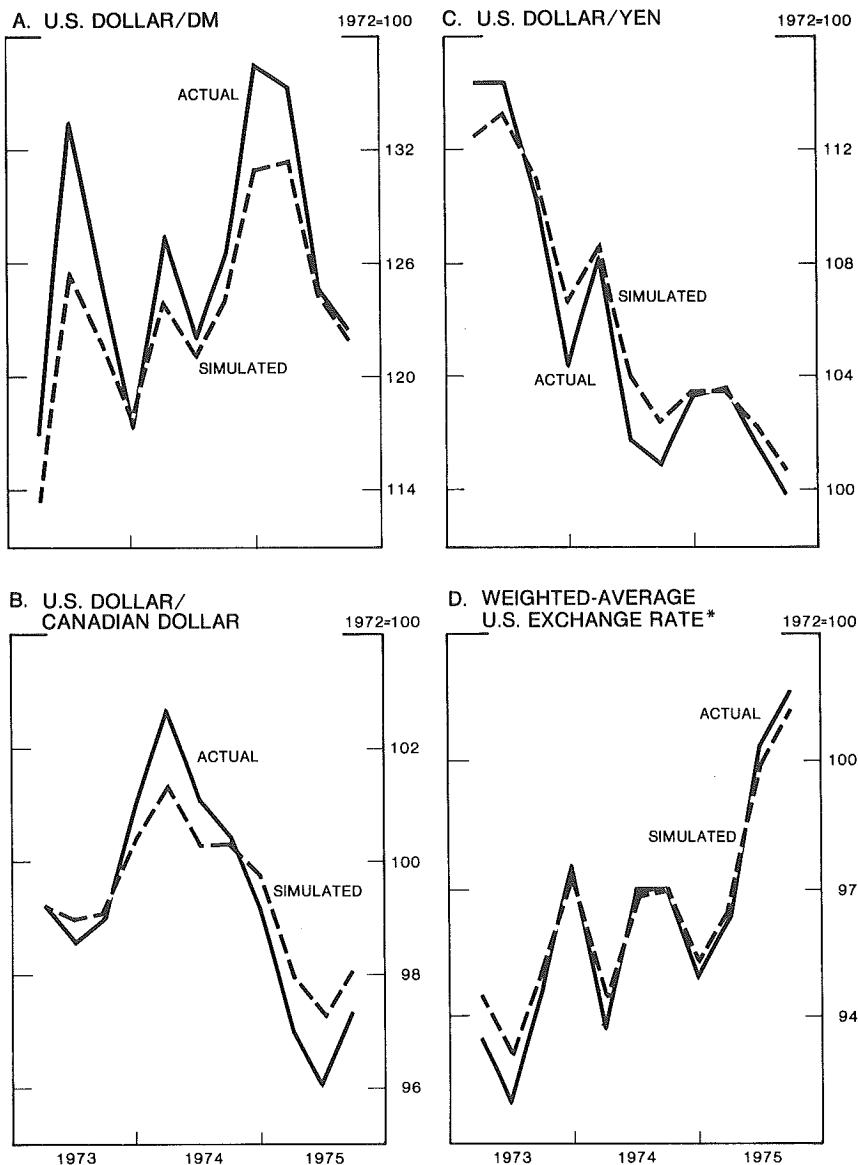 A. U.S. DOLLAR/DM
1972=100
ACTUAL
SIMULATED
132
126
120
114
C. U.S. DOLLAR/YEN
1972=100
SIMULATED
ACTUAL
112
108
104
100
B. U.S. DOLLAR/
CANADIAN DOLLAR
1972=100
ACTUAL
SIMULATED
102
100
98
96
1973 1974 1975
D. WEIGHTED-AVERAGE
U.S. EXCHANGE RATE*
1972=100
ACTUAL
SIMULATED
100
97
94
1973 1974 1975